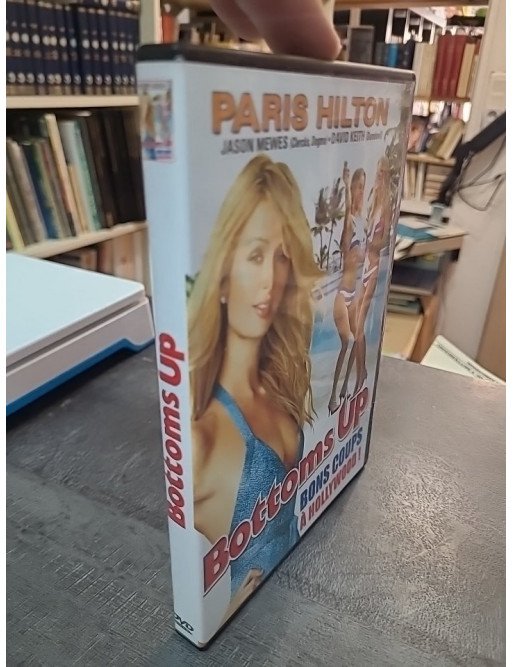 PARIS HILTON
JASON MEWES (Clerks, Dogma) • DAVID KEITH (Daredevil)
Bottoms Up
BONS COUPS
À HOLLYWOOD !
Bottoms Up
DVD